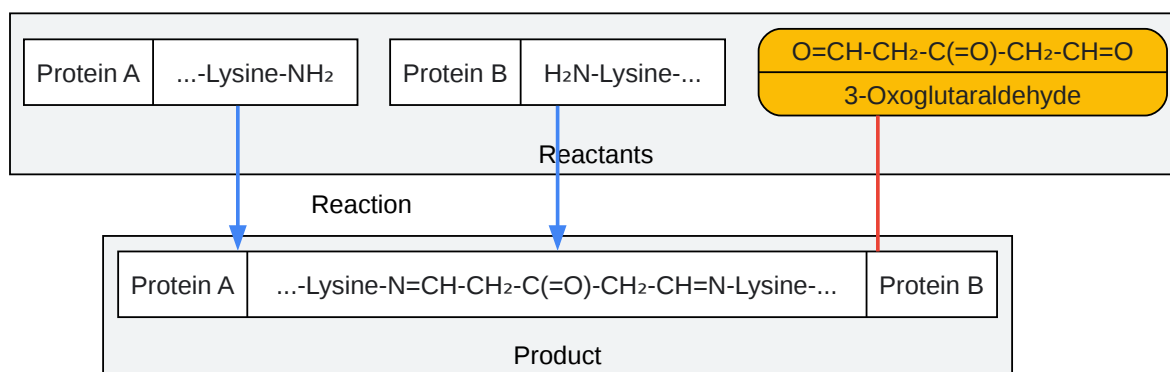 Protein A
...-Lysine-NH₂
Protein B
H₂N-Lysine-...
O=CH-CH₂-C(=O)-CH₂-CH=O
3-Oxoglutaraldehyde
Reactants
Reaction
Protein A
...-Lysine-N=CH-CH₂-C(=O)-CH₂-CH=N-Lysine-...
Protein B
Product